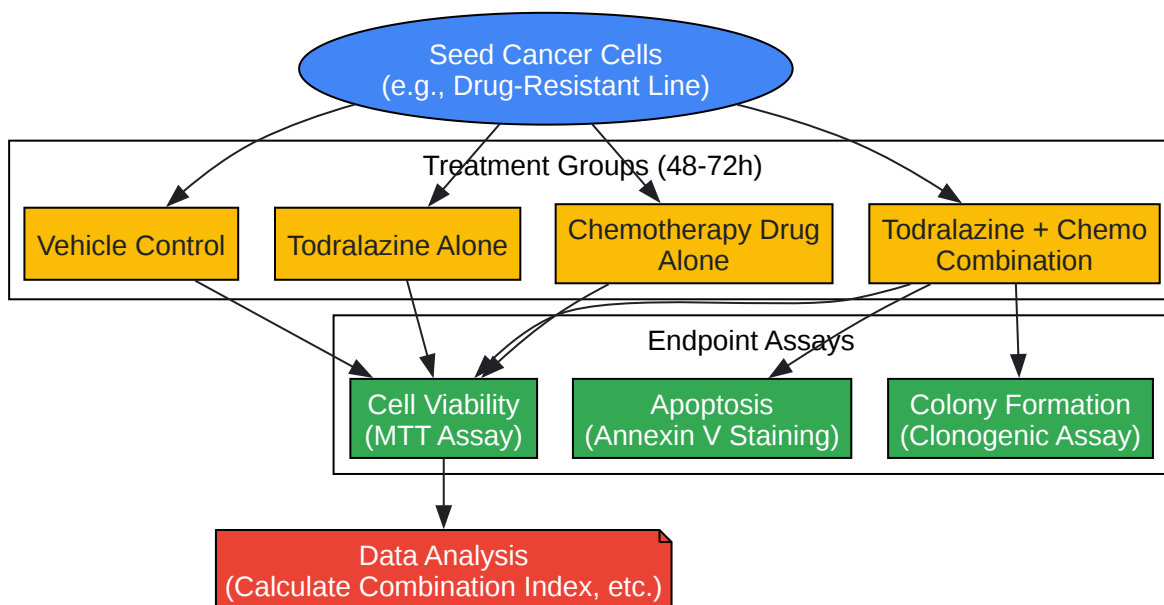 Seed Cancer Cells
(e.g., Drug-Resistant Line)
Treatment Groups (48-72h)
Vehicle Control
Todralazine Alone
Chemotherapy Drug
Alone
Todralazine + Chemo
Combination
Endpoint Assays
Cell Viability
(MTT Assay)
Apoptosis
(Annexin V Staining)
Colony Formation
(Clonogenic Assay)
Data Analysis
(Calculate Combination Index, etc.)